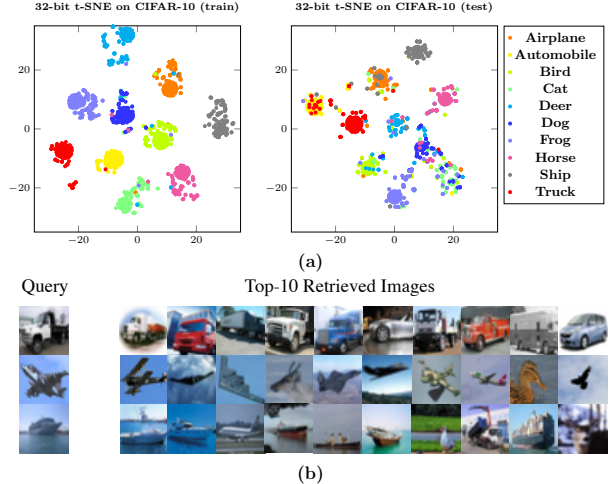 32-bit t-SNE on CIFAR-10 (train)
32-bit t-SNE on CIFAR-10 (test)
20
0
−20
−20
0
20
20
0
−20
−20
0
20
Airplane
Automobile
Bird
Cat
Deer
Dog
Frog
Horse
Ship
Truck
(a)
Query
Top-10 Retrieved Images
(b)